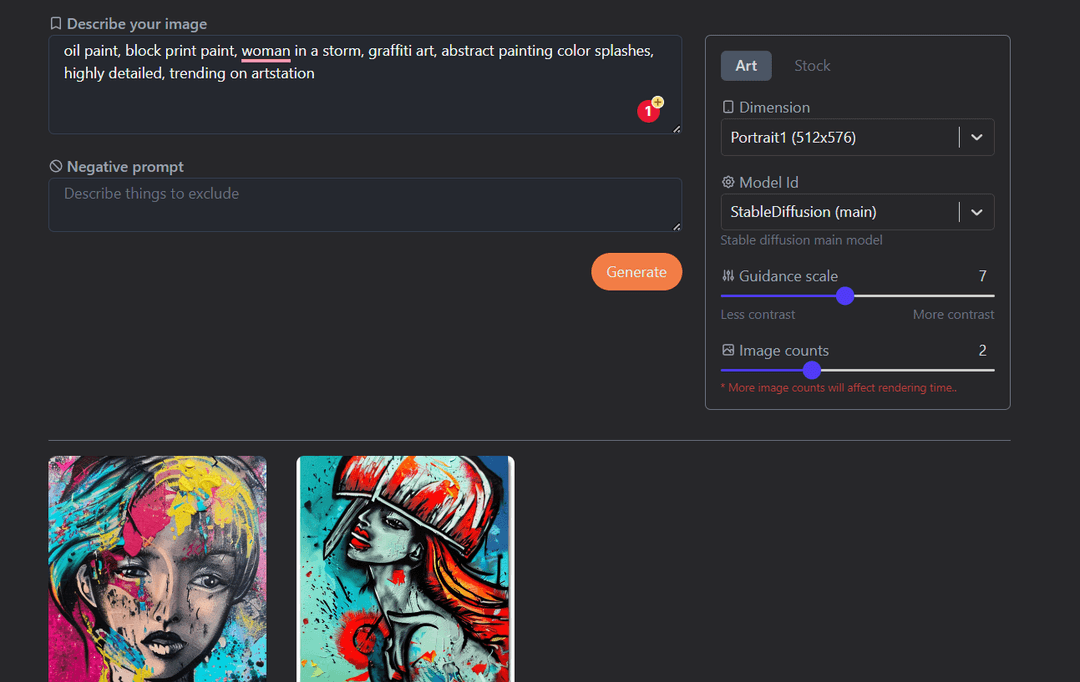 Describe your image
oil paint, block print paint, woman in a storm, graffiti art, abstract painting color splashes,
highly detailed, trending on artstation
1
+
Negative prompt
Describe things to exclude
Generate
Art
Stock
Dimension
Portrait1 (512x576)
Model Id
StableDiffusion (main)
Stable diffusion main model
Guidance scale 7
Less contrast More contrast
Image counts 2
* More image counts will affect rendering time..